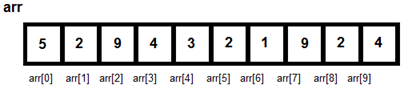 arr
5 2 9 4 3 2 1 9 2 4
arr[0] arr[1] arr[2] arr[3] arr[4] arr[5] arr[6] arr[7] arr[8] arr[9]